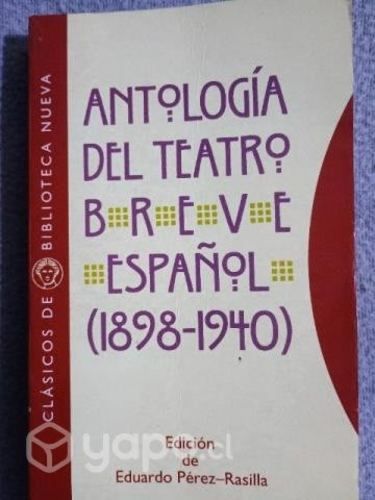 CLÁSICOS DE BIBLIOTECA NUEVA
ANTOLOGÍA
DEL TEATRO
BREVE
ESPAÑOL
(1898-1940)
Edición
de
Eduardo Pérez-Rasilla
yapo.cl